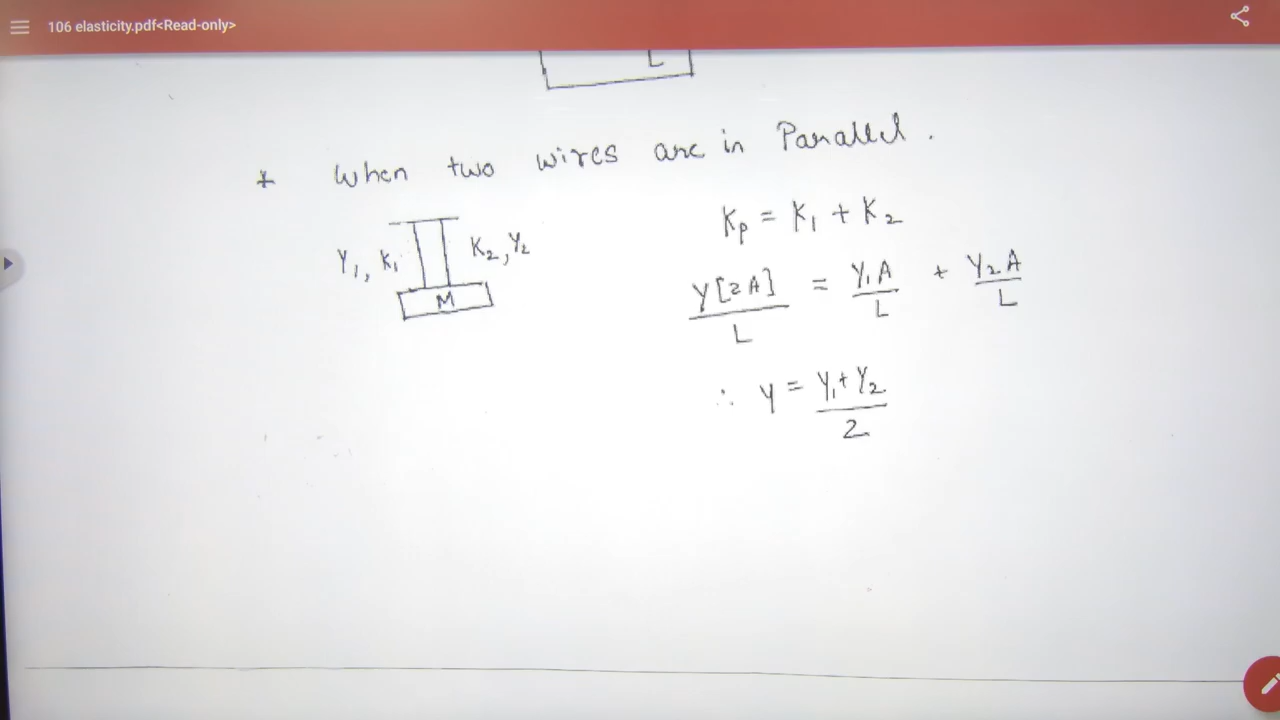 106 elasticity.pdf<Read-only>
L
* When two wires are in Parallel.
Y₁, K₁
K₂, Y₂
M
Kp = K₁ + K₂
Y[2A]/L = Y₁A/L + Y₂A/L
∴ Y = Y₁+Y₂/2